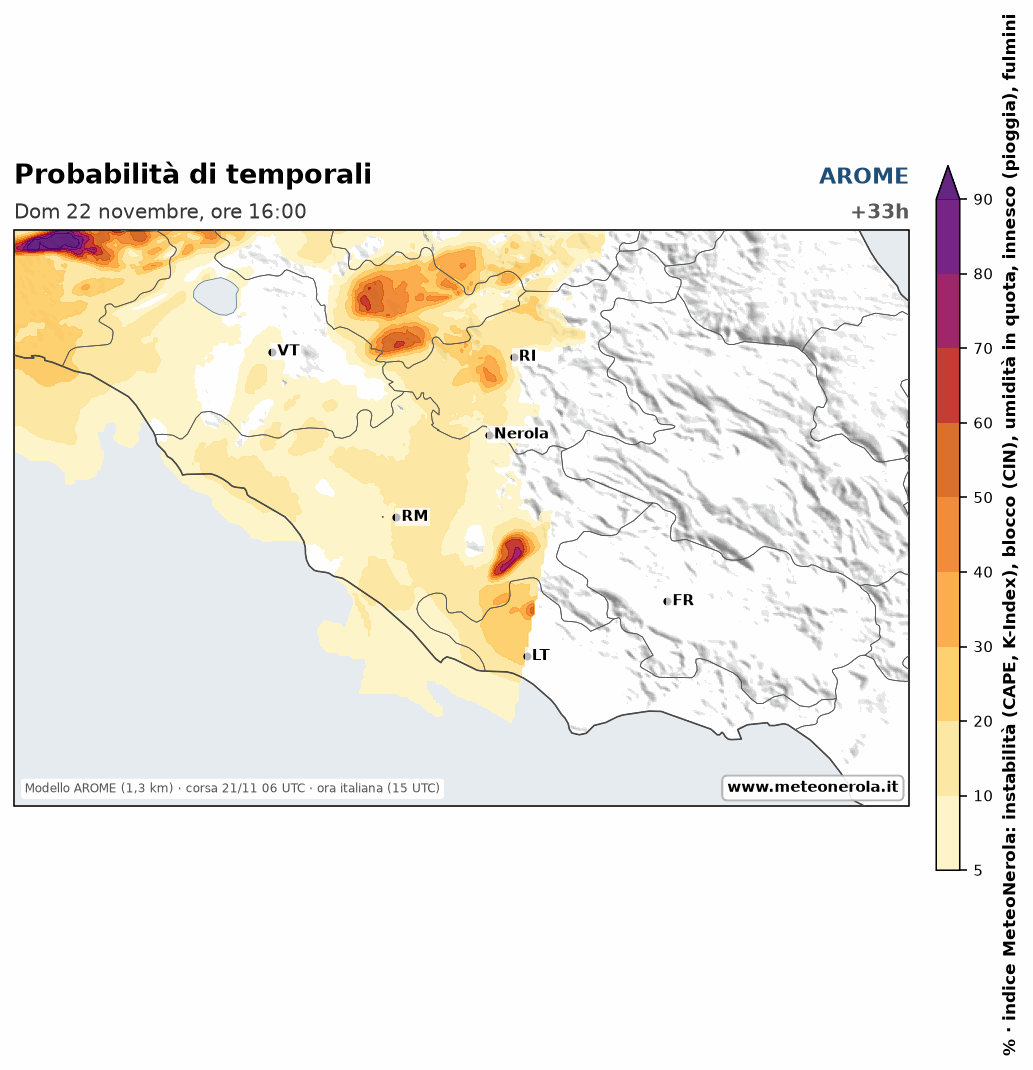 Probabilità di temporali
AROME
Dom 22 novembre, ore 16:00
+33h
VT
RI
Nerola
RM
FR
LT
Modello AROME (1,3 km) · corsa 21/11 06 UTC · ora italiana (15 UTC)
www.meteonerola.it
90
80
70
60
50
40
30
20
10
5
% · indice MeteoNerola: instabilità (CAPE, K-Index), blocco (CIN), umidità in quota, innesco (pioggia), fulmini